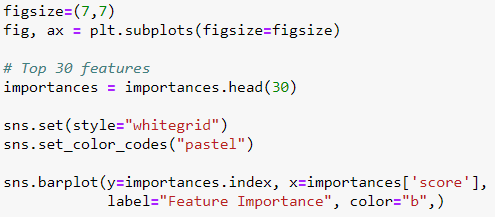 figsize=(7,7)
fig, ax = plt.subplots(figsize=figsize)
# Top 30 features
importances = importances.head(30)
sns.set(style="whitegrid")
sns.set_color_codes("pastel")
sns.barplot(y=importances.index, x=importances['score'],
label="Feature Importance", color="b",)